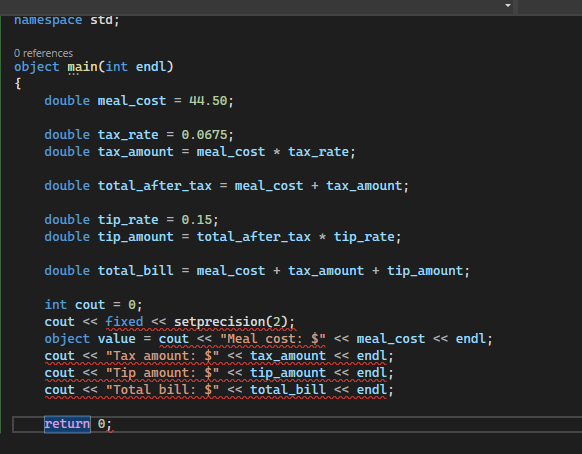 namespace std;
0 references
object main(int endl)
{
double meal_cost = 44.50;
double tax_rate = 0.0675;
double tax_amount = meal_cost * tax_rate;
double total_after_tax = meal_cost + tax_amount;
double tip_rate = 0.15;
double tip_amount = total_after_tax * tip_rate;
double total_bill = meal_cost + tax_amount + tip_amount;
int cout = 0;
cout << fixed << setprecision(2);
object value = cout << "Meal cost: $" << meal_cost << endl;
cout << "Tax amount: $" << tax_amount << endl;
cout << "Tip amount: $" << tip_amount << endl;
cout << "Total bill: $" << total_bill << endl;
return 0;